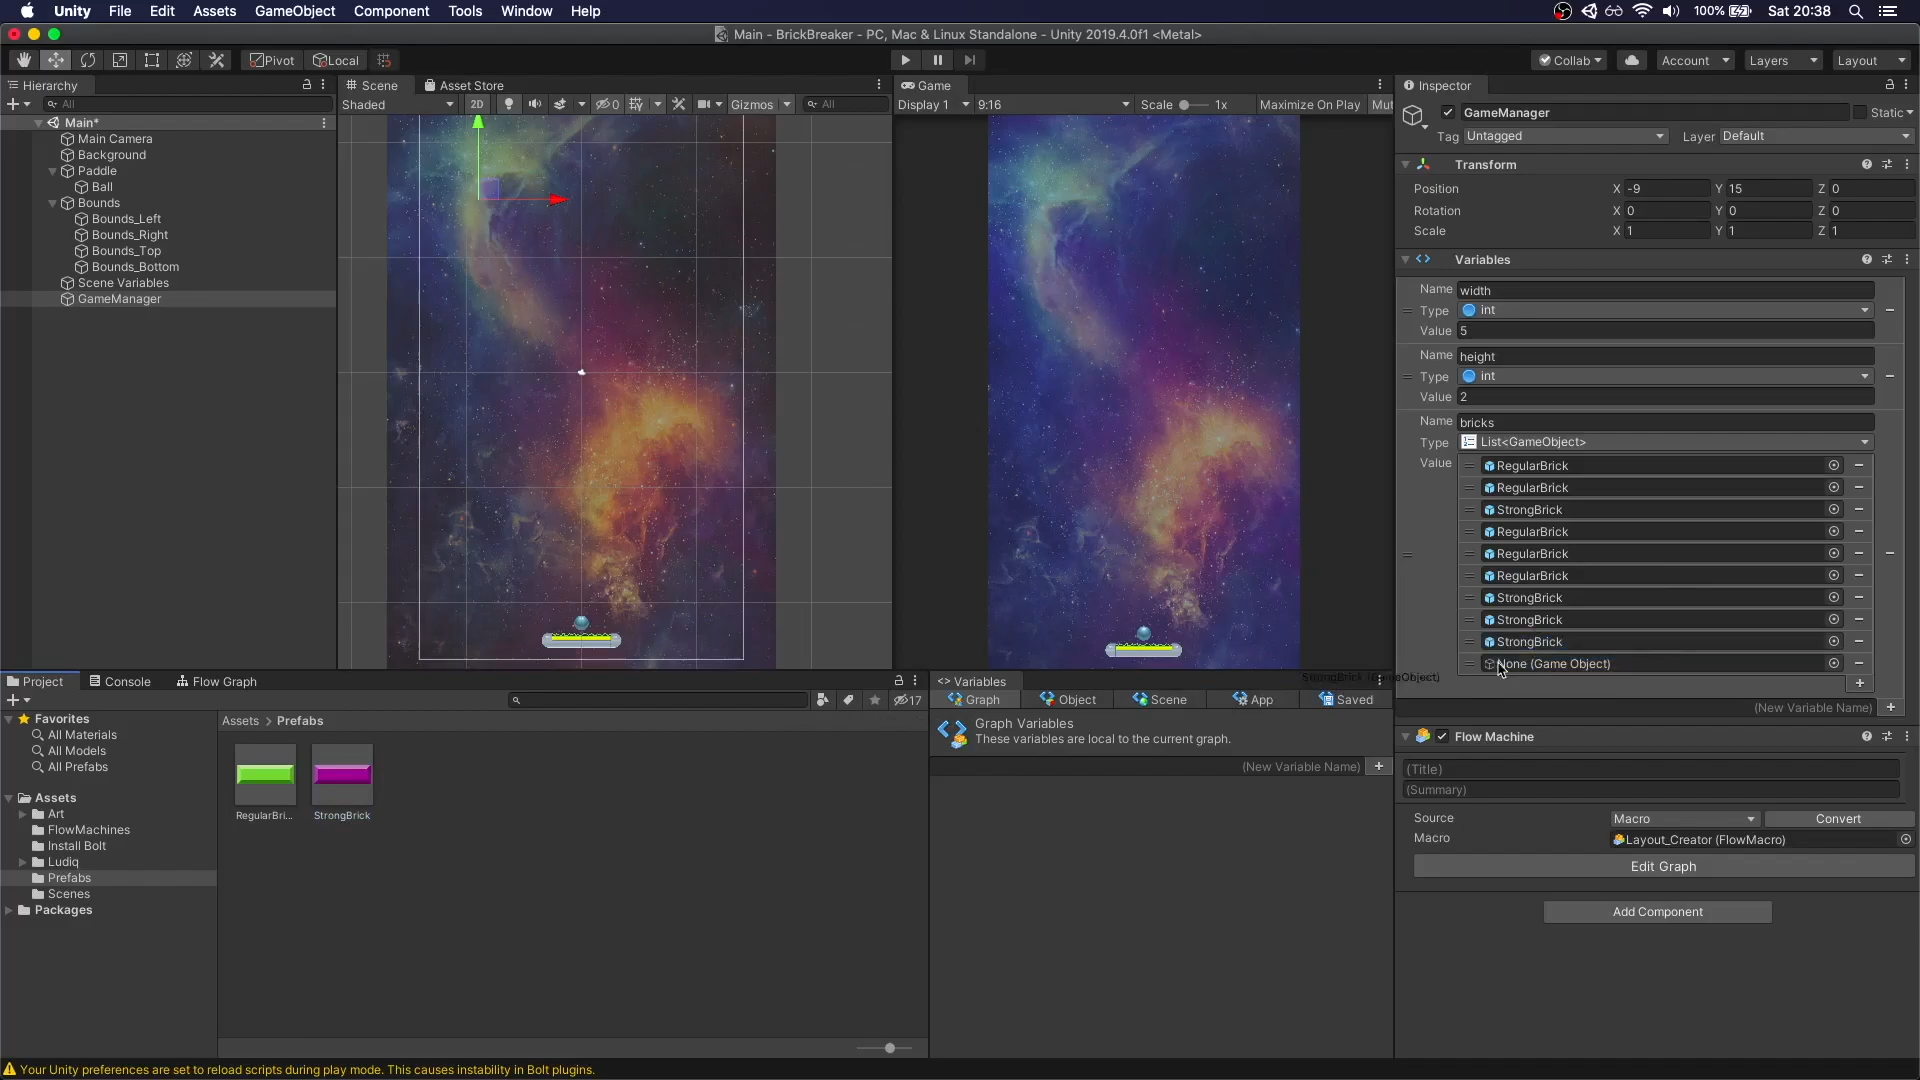 Unity File Edit Assets GameObject Component Tools Window Help 100% Sat 20:38
Main - BrickBreaker - PC, Mac & Linux Standalone - Unity 2019.4.0f1 <Metal>
Pivot Local Collab Account Layers Layout
Hierarchy
All
Main*
Main Camera
Background
Paddle
Ball
Bounds
Bounds_Left
Bounds_Right
Bounds_Top
Bounds_Bottom
Scene Variables
GameManager
Scene Asset Store
Shaded 2D 0 Gizmos All
Game
Display 1 9:16 Scale 1x Maximize On Play Mut
Inspector
GameManager Static
Tag Untagged Layer Default
Transform
Position X -9 Y 15 Z 0
Rotation X 0 Y 0 Z 0
Scale X 1 Y 1 Z 1
Variables
Name width
Type int
Value 5
Name height
Type int
Value 2
Name bricks
Type List<GameObject>
Value RegularBrick
RegularBrick
StrongBrick
RegularBrick
RegularBrick
RegularBrick
StrongBrick
StrongBrick
StrongBrick
None (Game Object)
(New Variable Name)
Flow Machine
(Title)
(Summary)
Source Macro Convert
Macro Layout_Creator (FlowMacro)
Edit Graph
Add Component
Project Console Flow Graph
17
Favorites
All Materials
All Models
All Prefabs
Assets
Art
FlowMachines
Install Bolt
Ludiq
Prefabs
Scenes
Packages
Assets > Prefabs
RegularBri... StrongBrick
<> Variables
StrongBrick (GameObject)
Graph Object Scene App Saved
Graph Variables
These variables are local to the current graph.
(New Variable Name)
Your Unity preferences are set to reload scripts during play mode. This causes instability in Bolt plugins.